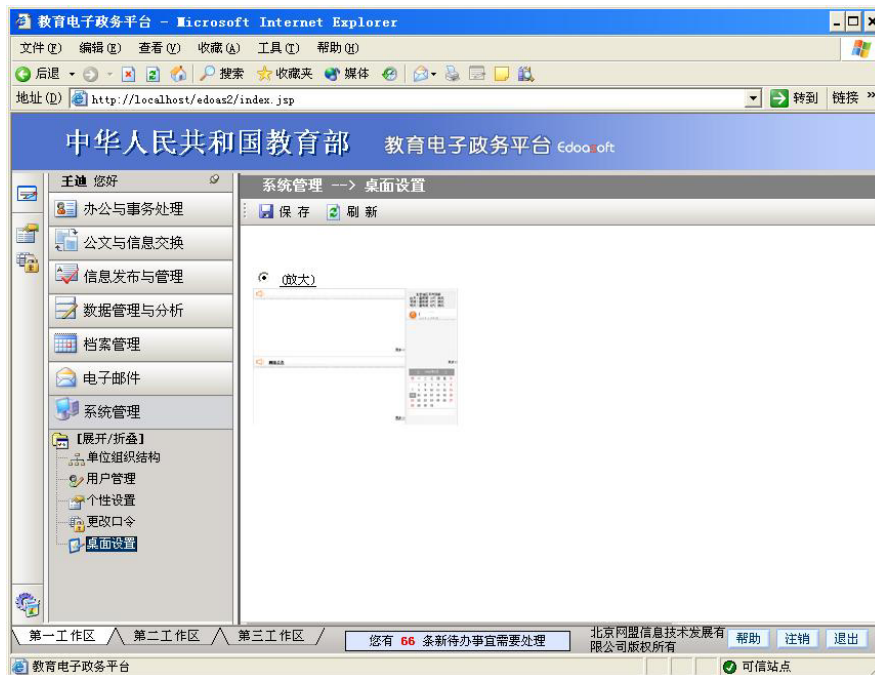 教育电子政务平台 - Microsoft Internet Explorer
文件(F) 编辑(E) 查看(V) 收藏(A) 工具(T) 帮助(H)
后退 搜索 收藏夹 媒体
地址(D) http://localhost/edoas2/index.jsp 转到 链接 »
中华人民共和国教育部 教育电子政务平台
王迪 您好
系统管理 --> 桌面设置
保存 刷新
办公与事务处理
公文与信息交换
信息发布与管理
数据管理与分析
档案管理
电子邮件
系统管理
[展开/折叠]
单位组织结构
用户管理
个性设置
更改口令
桌面设置
(放大)
第一工作区 第二工作区 第三工作区
您有 66 条新待办事宜需要处理
北京网盟信息技术发展有
限公司版权所有
帮助 注销 退出
教育电子政务平台 可信站点